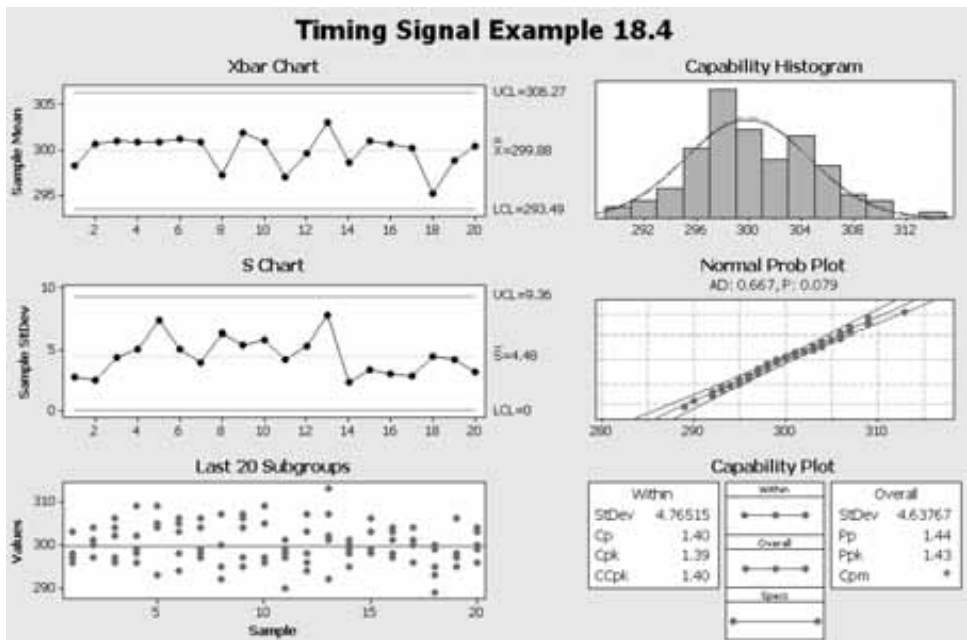 Timing Signal Example 18.4
Xbar Chart
Sample Mean
305
300
295
2 4 6 8 10 12 14 16 18 20
UCL=306.27
X=299.88
LCL=293.49
Capability Histogram
292 296 300 304 308 312
S Chart
Sample StDev
10
5
0
2 4 6 8 10 12 14 16 18 20
UCL=9.36
S=4.48
LCL=0
Normal Prob Plot
AD: 0.667, P: 0.079
280 290 300 310
Last 20 Subgroups
Values
310
300
290
5 10 15 20
Sample
Capability Plot
Within
StDev 4.76515
Cp 1.40
Cpk 1.39
CCpk 1.40
Within
Overall
Specs
Overall
StDev 4.63767
Pp 1.44
Ppk 1.43
Cpm *